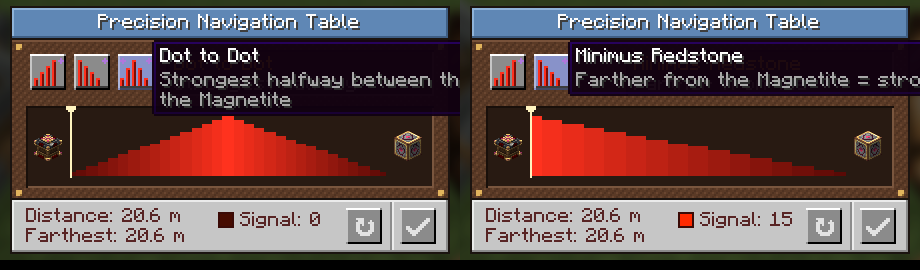 Precision Navigation Table
Dot to Dot
Strongest halfway between th
the Magnetite
Distance: 20.6 m
Farthest: 20.6 m
Signal: 0
Precision Navigation Table
Minimus Redstone
Farther from the Magnetite = stro
Distance: 20.6 m
Farthest: 20.6 m
Signal: 15